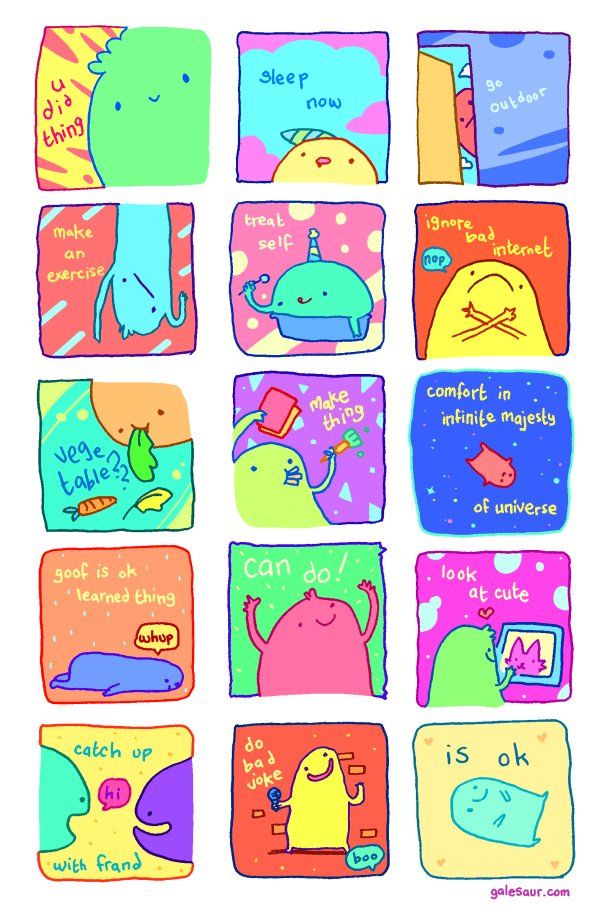 u
did
thing
sleep
now
go
outdoor
make
an
exercise
treat
self
ignore
bad
internet
nop
vege
table??
make
thing
comfort in
infinite majesty
of universe
goof is ok
learned thing
whup
can do!
look
at cute
catch up
hi
with frand
do
bad
joke
boo
is ok
galesaur.com